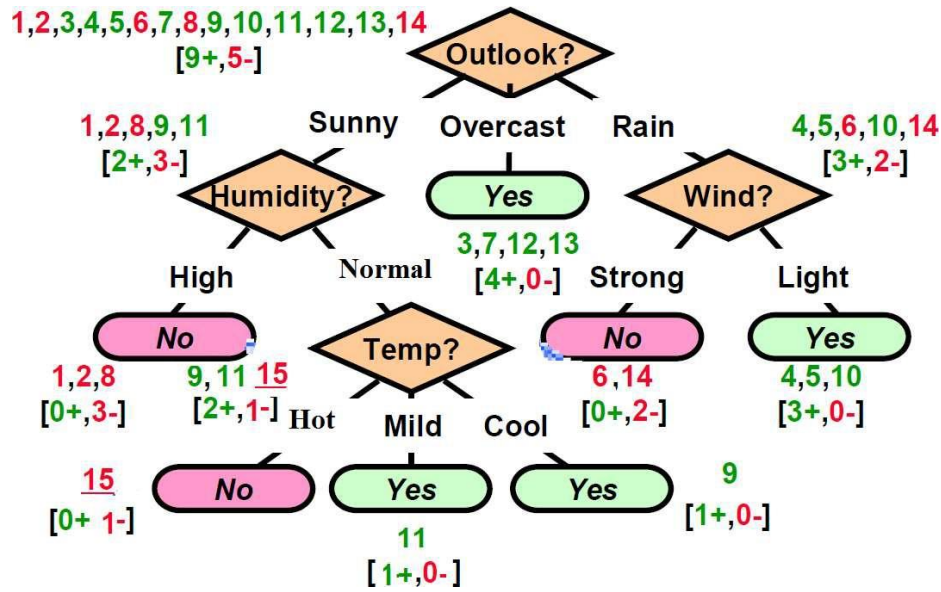 1,2,3,4,5,6,7,8,9,10,11,12,13,14
[9+,5-]
Outlook?
1,2,8,9,11
[2+,3-]
Sunny
Overcast
Rain
4,5,6,10,14
[3+,2-]
Humidity?
Yes
Wind?
3,7,12,13
[4+,0-]
High
Normal
Strong
Light
No
Temp?
No
Yes
1,2,8
[0+,3-]
9,11 15
[2+,1-]
6,14
[0+,2-]
4,5,10
[3+,0-]
Hot
Mild
Cool
15
[0+ 1-]
No
Yes
Yes
9
[1+,0-]
11
[1+,0-]